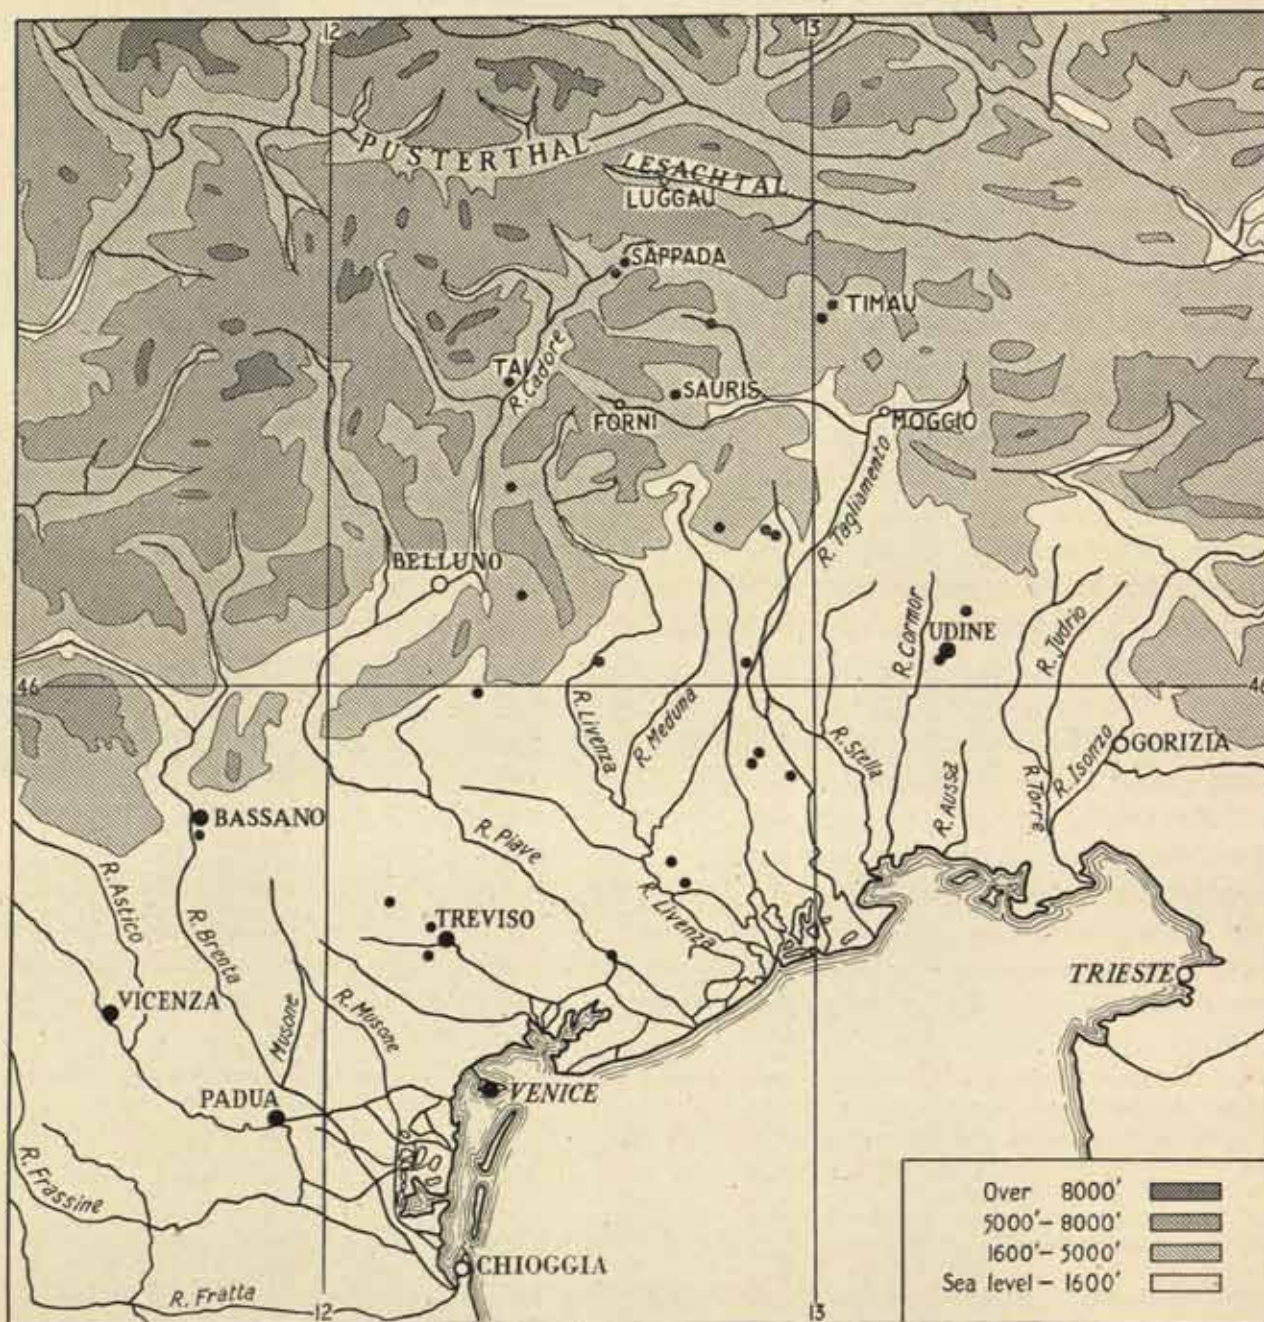 12
13
PUSTERTHAL
LESACHTAL
LUGGAU
SAPPADA
TIMAU
TAI
R. Cadore
SAURIS
FORNI
MOGGIO
R. Tagliamento
BELLUNO
R. Cormor
UDINE
R. Judrio
46
46
R. Livenza
R. Meduna
R. Stella
R. Aussa
R. Torre
R. Isonzo
GORIZIA
BASSANO
R. Astico
R. Piave
R. Brenta
TREVISO
R. Livenza
TRIESTE
VICENZA
Musone
R. Musone
PADUA
VENICE
R. Frassine
CHIOGGIA
R. Fratta
12
13
Over 8000'
5000'–8000'
1600'–5000'
Sea level – 1600'